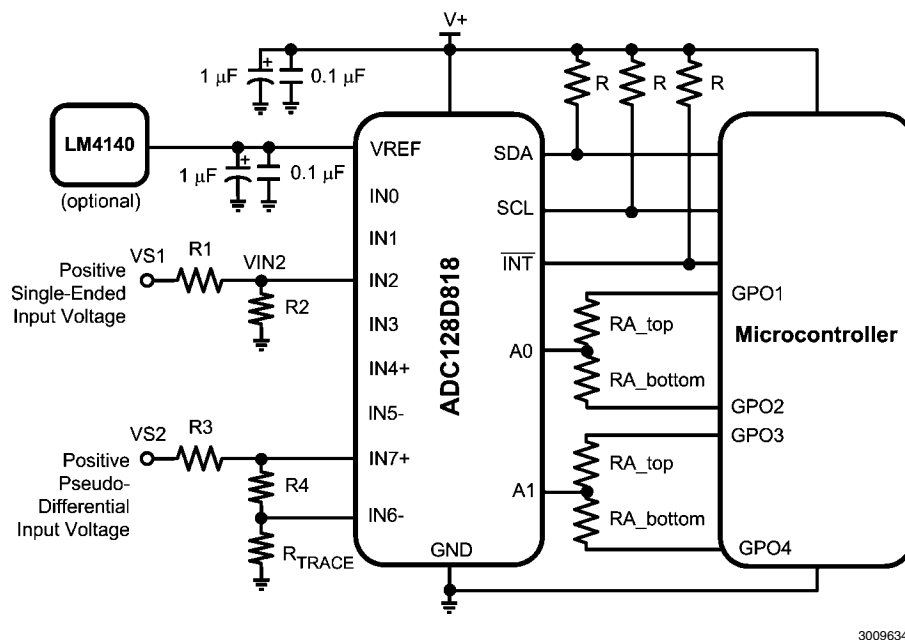 V+
1 µF
+
0.1 µF
R
R
R
LM4140
(optional)
1 µF
+
0.1 µF
VREF
IN0
IN1
IN2
IN3
IN4+
IN5-
IN7+
IN6-
GND
ADC128D818
SDA
SCL
INT
A0
A1
VS1
R1
VIN2
R2
Positive
Single-Ended
Input Voltage
VS2
R3
R4
RTRACE
Positive
Pseudo-
Differential
Input Voltage
RA_top
RA_bottom
RA_top
RA_bottom
GPO1
Microcontroller
GPO2
GPO3
GPO4
3009634